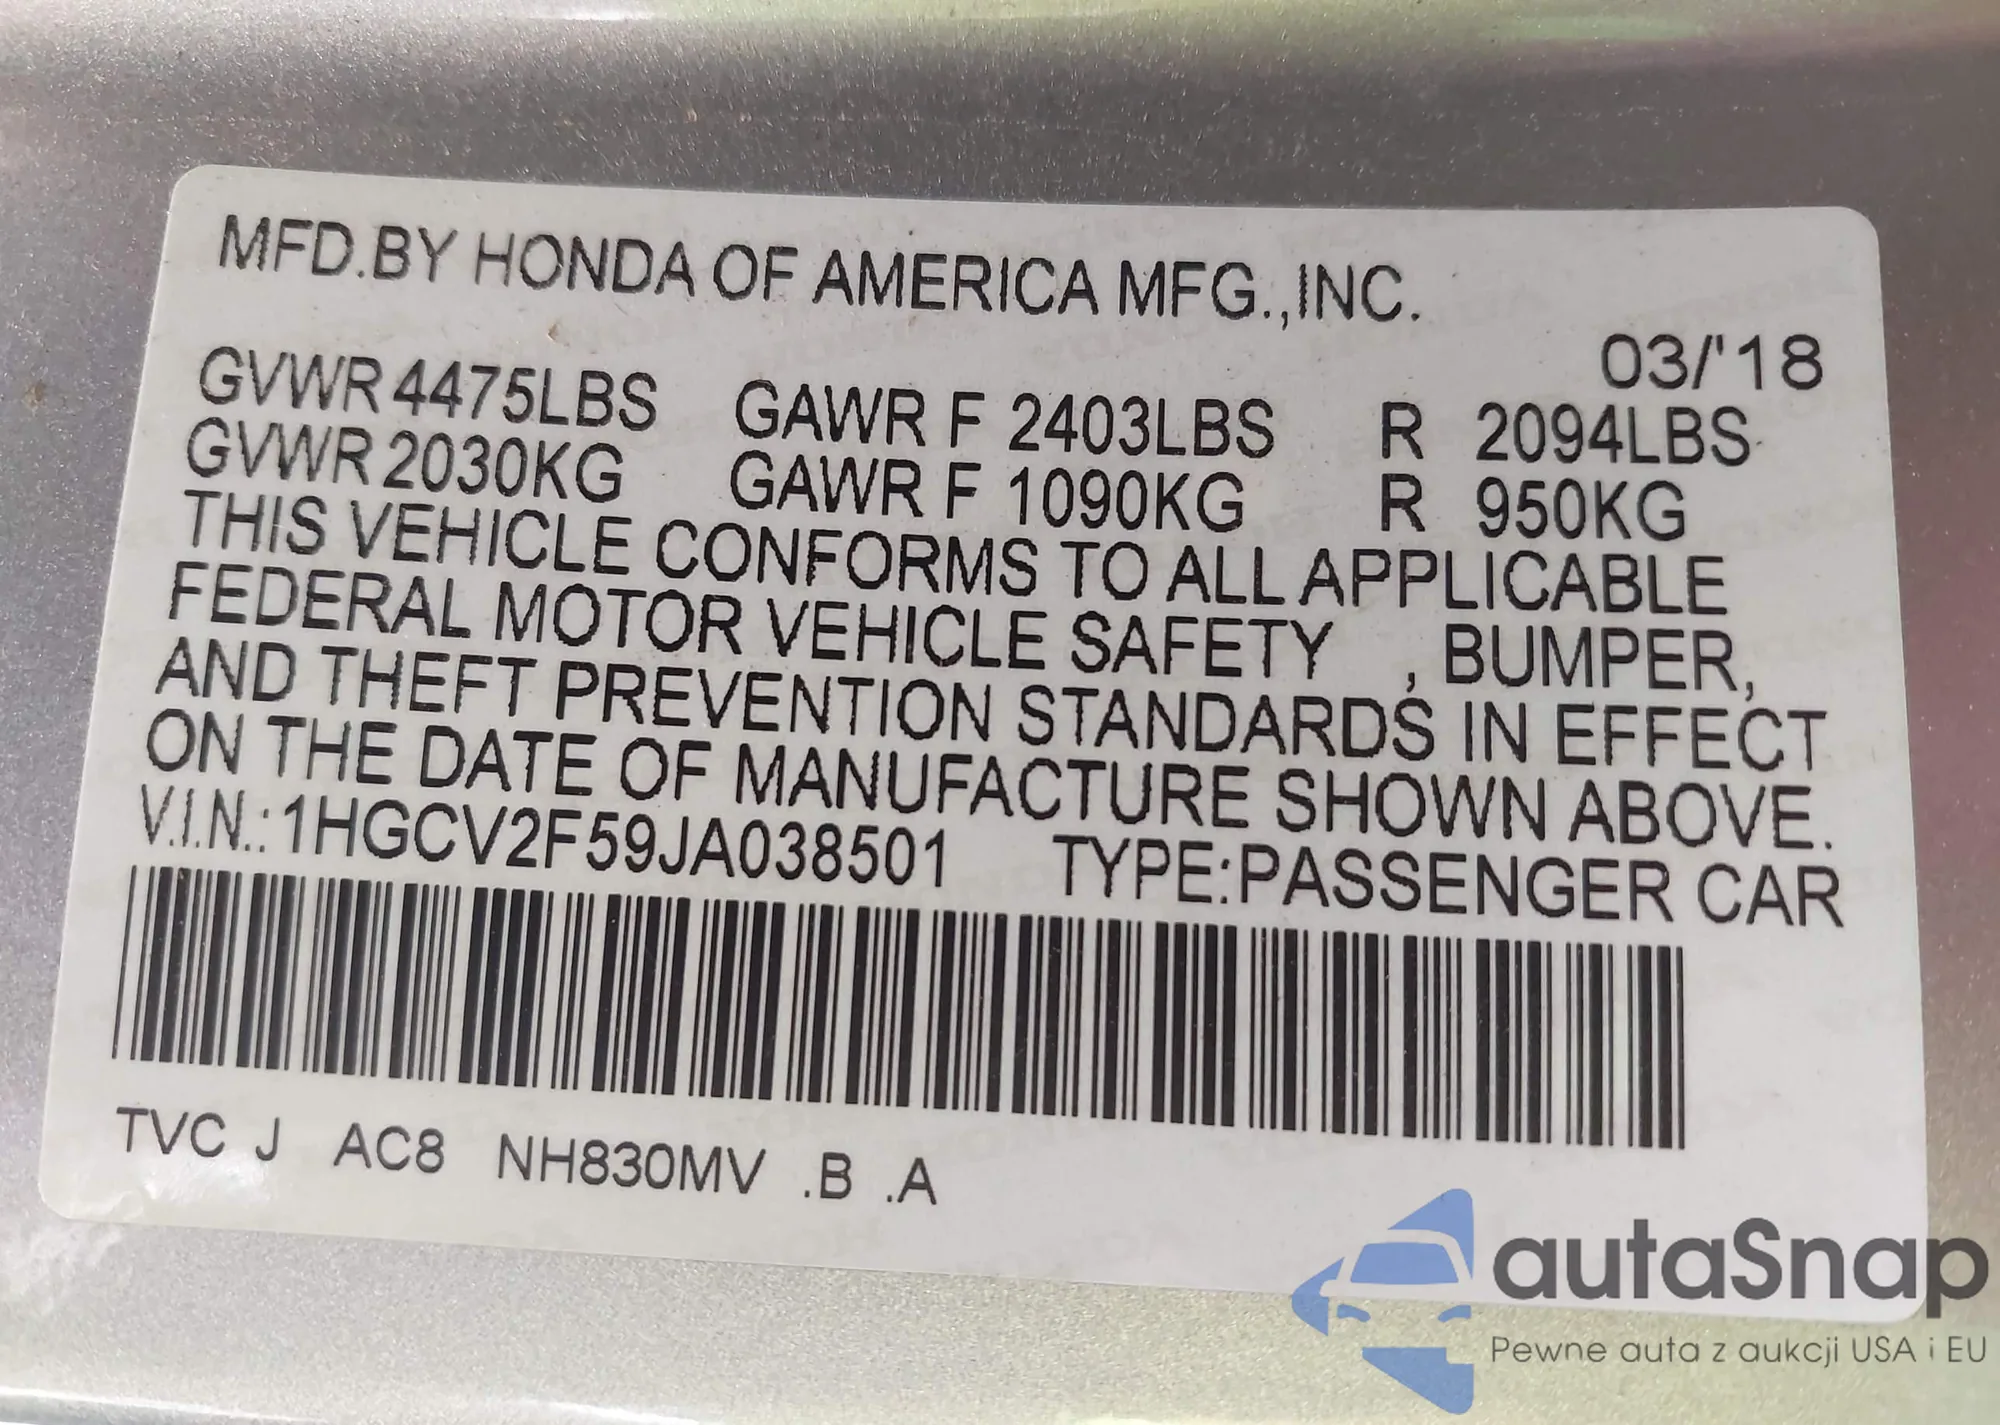 MFD.BY HONDA OF AMERICA MFG.,INC.
03/'18
GVWR 4475LBS GAWR F 2403LBS R 2094LBS
GVWR 2030KG GAWR F 1090KG R 950KG
THIS VEHICLE CONFORMS TO ALL APPLICABLE
FEDERAL MOTOR VEHICLE SAFETY , BUMPER,
AND THEFT PREVENTION STANDARDS IN EFFECT
ON THE DATE OF MANUFACTURE SHOWN ABOVE.
V.I.N.: 1HGCV2F59JA038501 TYPE:PASSENGER CAR
TVC J AC8 NH830MV .B .A
autaSnap
Pewne auta z aukcji USA i EU